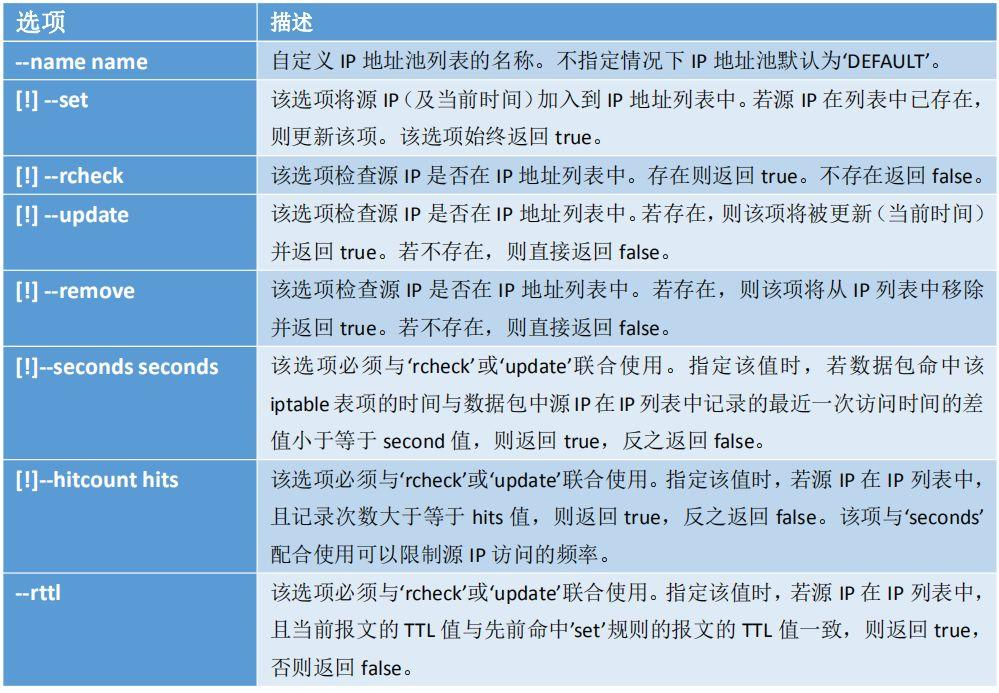 选项 描述
--name name 自定义 IP 地址池列表的名称。不指定情况下 IP 地址池默认为‘DEFAULT’。
[!] --set 该选项将源 IP（及当前时间）加入到 IP 地址列表中。若源 IP 在列表中已存在，
则更新该项。该选项始终返回 true。
[!] --rcheck 该选项检查源 IP 是否在 IP 地址列表中。存在则返回 true。不存在返回 false。
[!] --update 该选项检查源 IP 是否在 IP 地址列表中。若存在，则该项将被更新（当前时间）
并返回 true。若不存在，则直接返回 false。
[!] --remove 该选项检查源 IP 是否在 IP 地址列表中。若存在，则该项将从 IP 列表中移除
并返回 true。若不存在，则直接返回 false。
[!]--seconds seconds 该选项必须与‘rcheck’或‘update’联合使用。指定该值时，若数据包命中该
iptable 表项的时间与数据包中源 IP 在 IP 列表中记录的最近一次访问时间的差
值小于等于 second 值，则返回 true，反之返回 false。
[!]--hitcount hits 该选项必须与‘rcheck’或‘update’联合使用。指定该值时，若源 IP 在 IP 列表中，
且记录次数大于等于 hits 值，则返回 true，反之返回 false。该项与‘seconds’
配合使用可以限制源 IP 访问的频率。
--rttl 该选项必须与‘rcheck’或‘update’联合使用。指定该值时，若源 IP 在 IP 列表中，
且当前报文的 TTL 值与先前命中’set’规则的报文的 TTL 值一致，则返回 true，
否则返回 false。